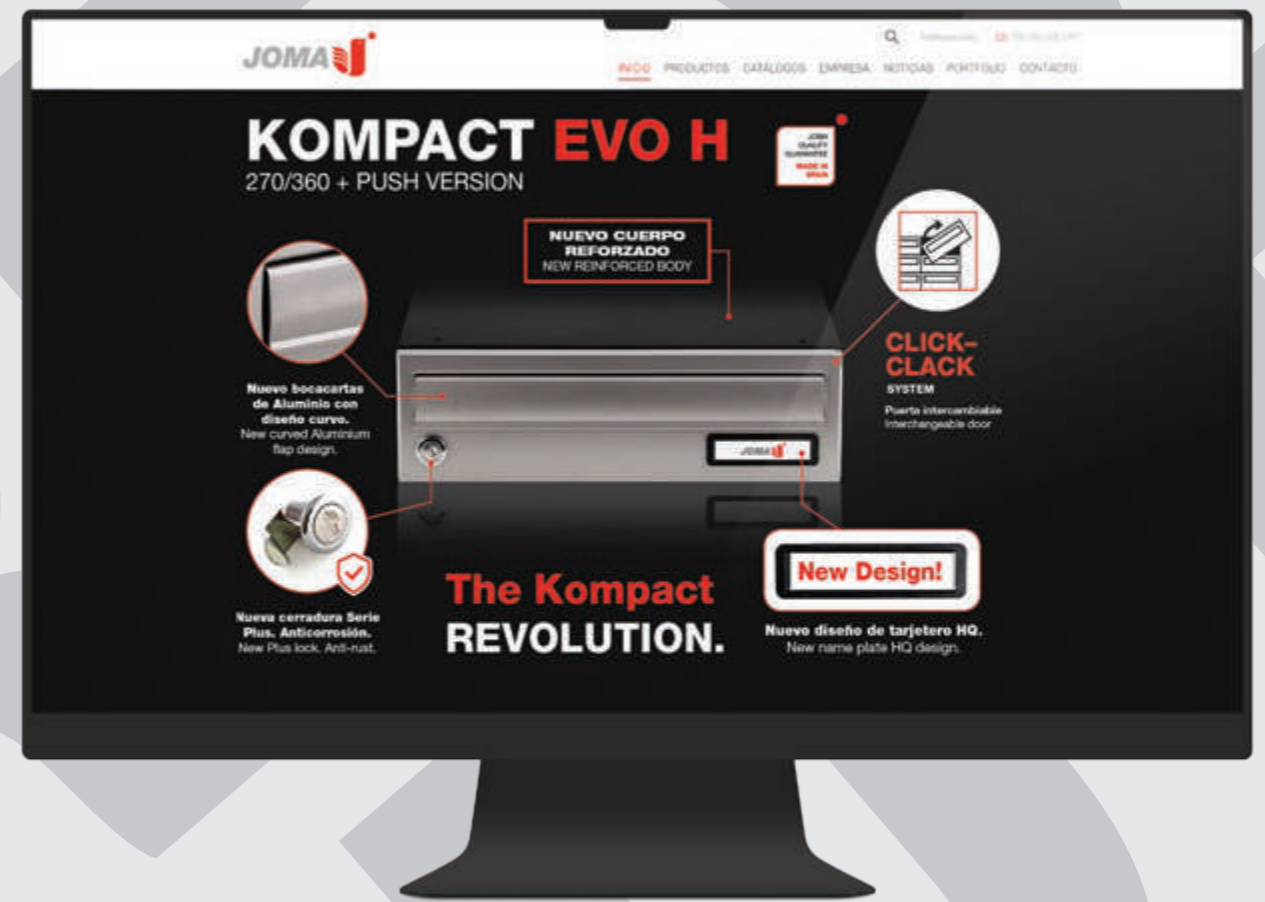 JOMA
INICIO PRODUCTOS CATÁLOGOS EMPRESA NOTICIAS PORTFOLIO CONTACTO
KOMPACT EVO H
270/360 + PUSH VERSION
JOMA
QUALITY
GUARANTEE
MADE IN
SPAIN
NUEVO CUERPO
REFORZADO
NEW REINFORCED BODY
CLICK–
CLACK
SYSTEM
Puerta intercambiable
Interchangeable door
Nuevo bocacartas
de Aluminio con
diseño curvo.
New curved Aluminium
flap design.
JOMA
Nueva cerradura Serie
Plus. Anticorrosión.
New Plus lock. Anti-rust.
The Kompact
REVOLUTION.
New Design!
Nuevo diseño de tarjetero HQ.
New name plate HQ design.